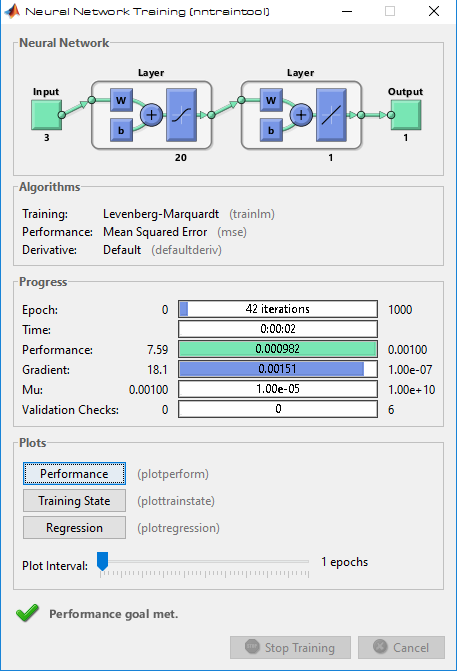 Neural Network Training (nntraintool)
Neural Network
Layer Layer
Input Output
W W
b b
3 1
20 1
Algorithms
Training: Levenberg-Marquardt (trainlm)
Performance: Mean Squared Error (mse)
Derivative: Default (defaultderiv)
Progress
Epoch: 0 42 iterations 1000
Time: 0:00:02
Performance: 7.59 0.000982 0.00100
Gradient: 18.1 0.00151 1.00e-07
Mu: 0.00100 1.00e-05 1.00e+10
Validation Checks: 0 0 6
Plots
Performance (plotperform)
Training State (plottrainstate)
Regression (plotregression)
Plot Interval: 1 epochs
Performance goal met.
Stop Training Cancel